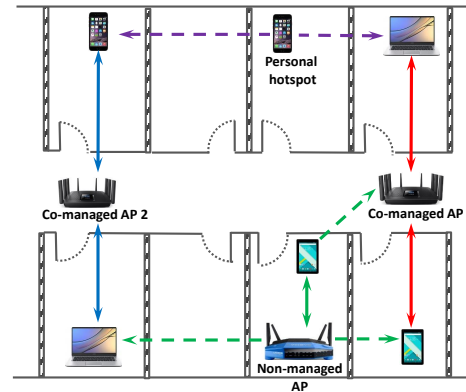 Personal
hotspot
Co-managed AP 2
Co-managed AP
Non-managed
AP